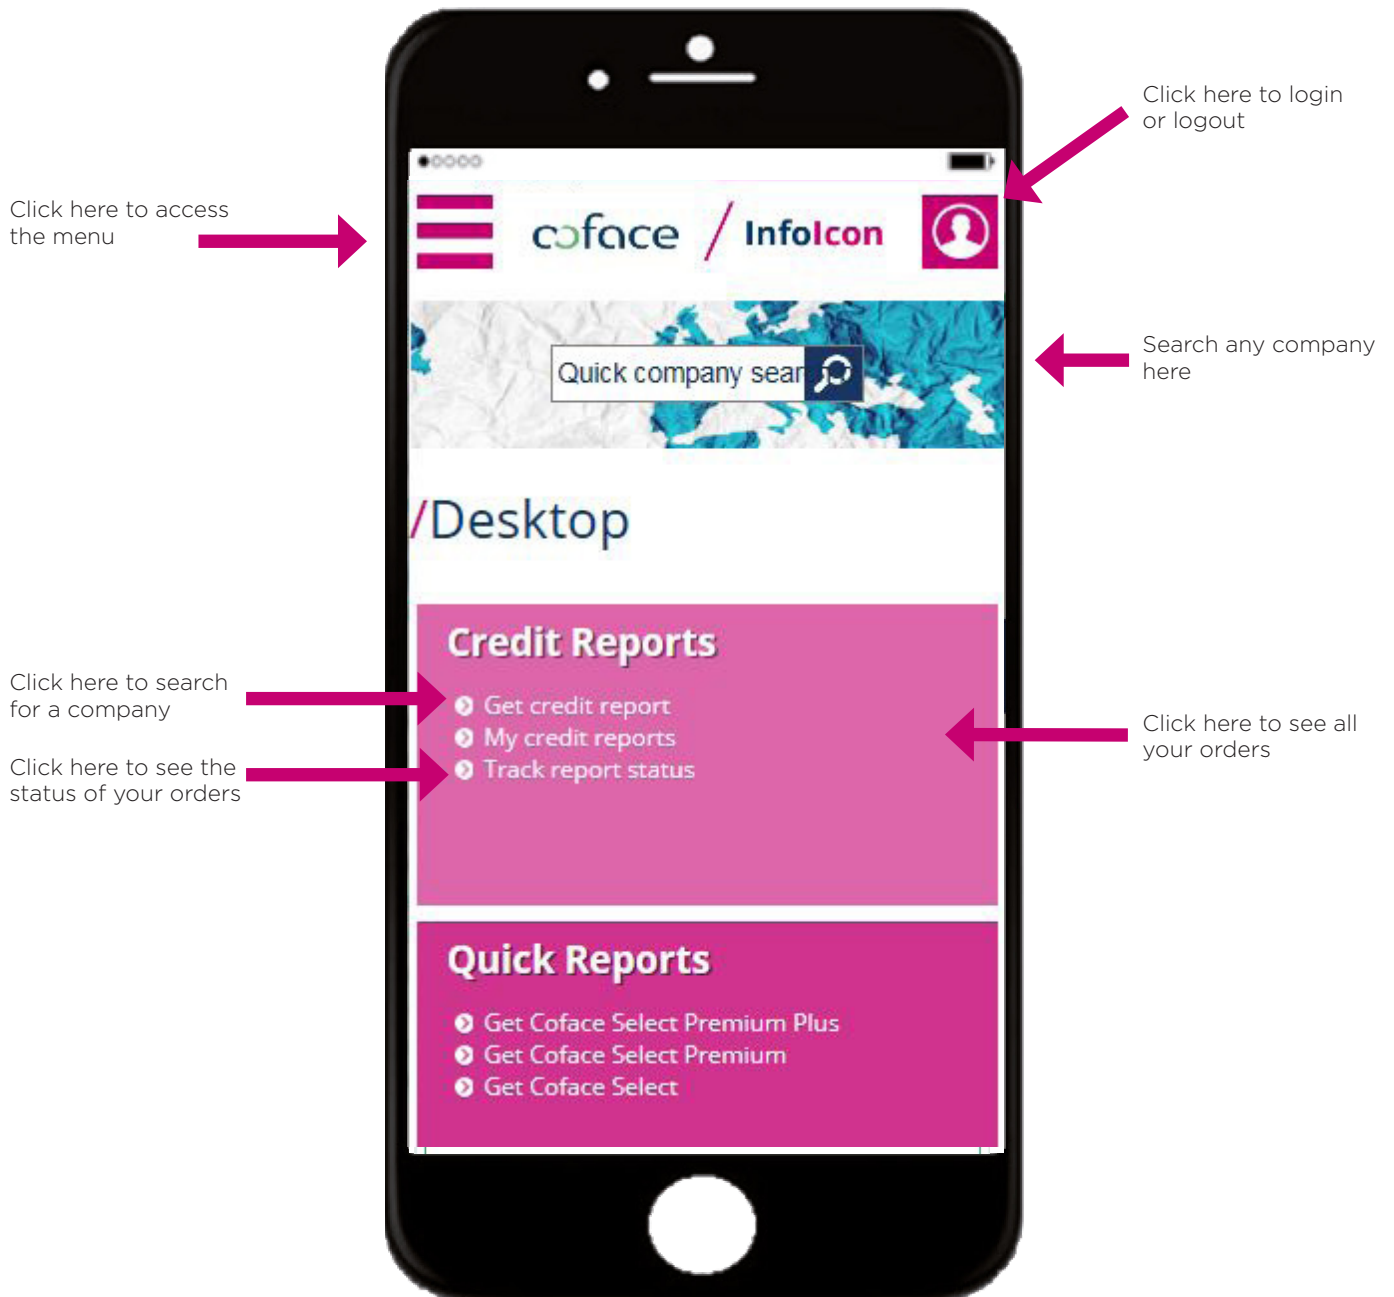 Click here to login
or logout
Click here to access
the menu
coface / InfoIcon
Quick company sear
Search any company
here
/Desktop
Credit Reports
Get credit report
My credit reports
Track report status
Click here to search
for a company
Click here to see the
status of your orders
Click here to see all
your orders
Quick Reports
Get Coface Select Premium Plus
Get Coface Select Premium
Get Coface Select